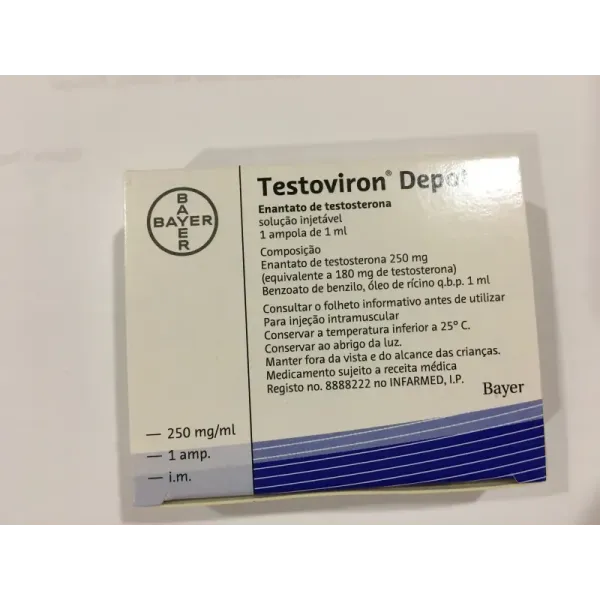 BAYER
BAYER
Testoviron® Depot
Enantato de testosterona
solução injetável
1 ampola de 1 ml
Composição
Enantato de testosterona 250 mg
(equivalente a 180 mg de testosterona)
Benzoato de benzilo, óleo de rícino q.b.p. 1 ml
Consultar o folheto informativo antes de utilizar
Para injeção intramuscular
Conservar a temperatura inferior a 25° C.
Conservar ao abrigo da luz.
Manter fora da vista e do alcance das crianças.
Medicamento sujeito a receita médica
Registo no. 8888222 no INFARMED, I.P.
Bayer
— 250 mg/ml
— 1 amp.
— i.m.